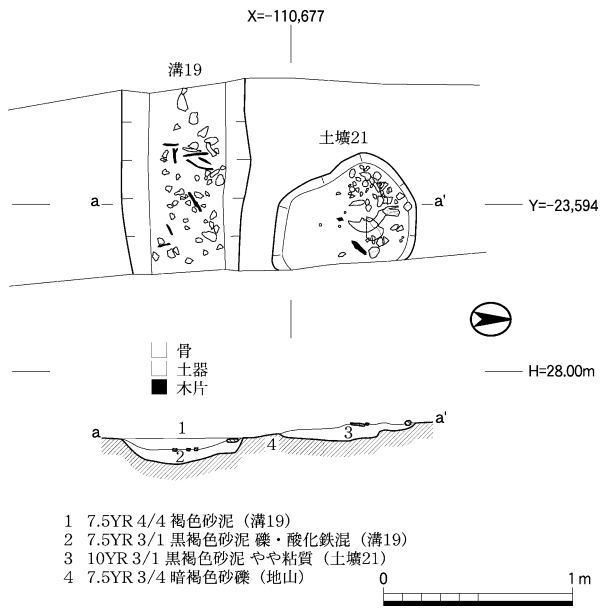 X=-110,677
溝19
土壙21
a
a'
Y=-23,594
骨
土器
木片
H=28.00m
a
1
a'
2
4
3
1 7.5YR 4/4 褐色砂泥（溝19）
2 7.5YR 3/1 黒褐色砂泥 礫・酸化鉄混（溝19）
3 10YR 3/1 黒褐色砂泥 やや粘質（土壙21）
4 7.5YR 3/4 暗褐色砂礫（地山）
0
1m